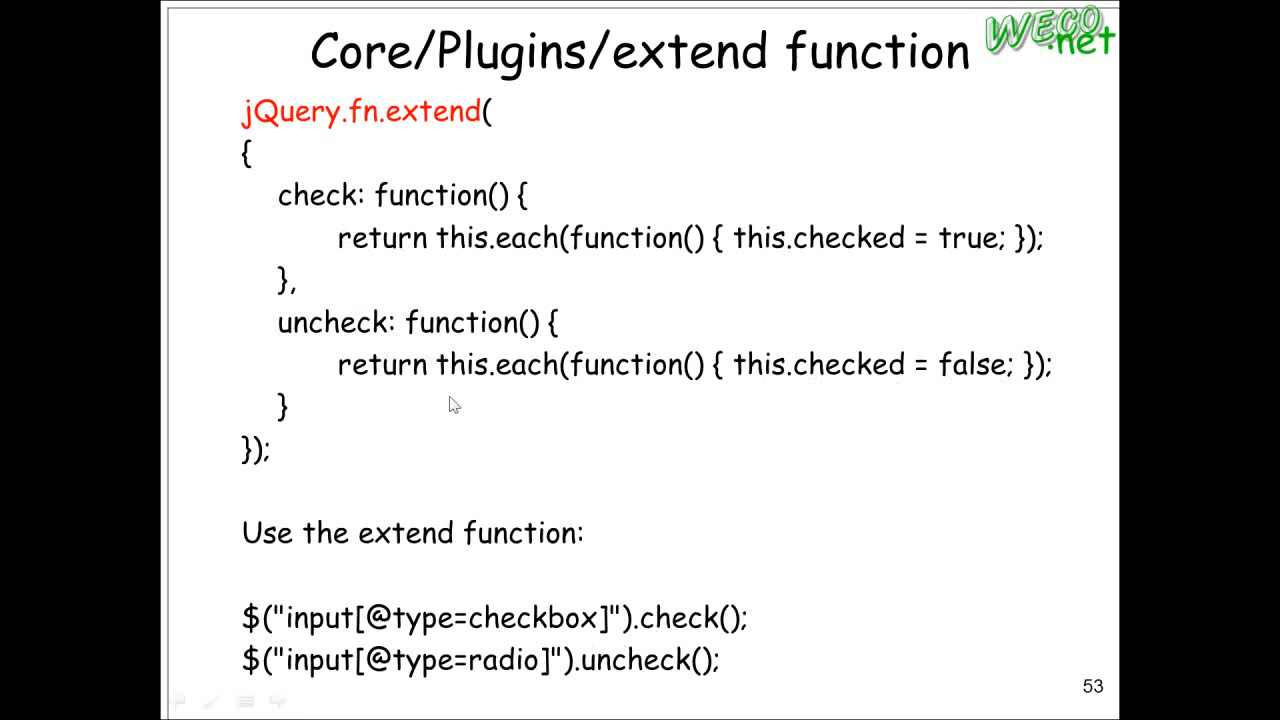 Core/Plugins/extend function
WECO
.net
jQuery.fn.extend(
{
check: function() {
return this.each(function() { this.checked = true; });
},
uncheck: function() {
return this.each(function() { this.checked = false; });
}
});
Use the extend function:
$("input[@type=checkbox]").check();
$("input[@type=radio]").uncheck();
53